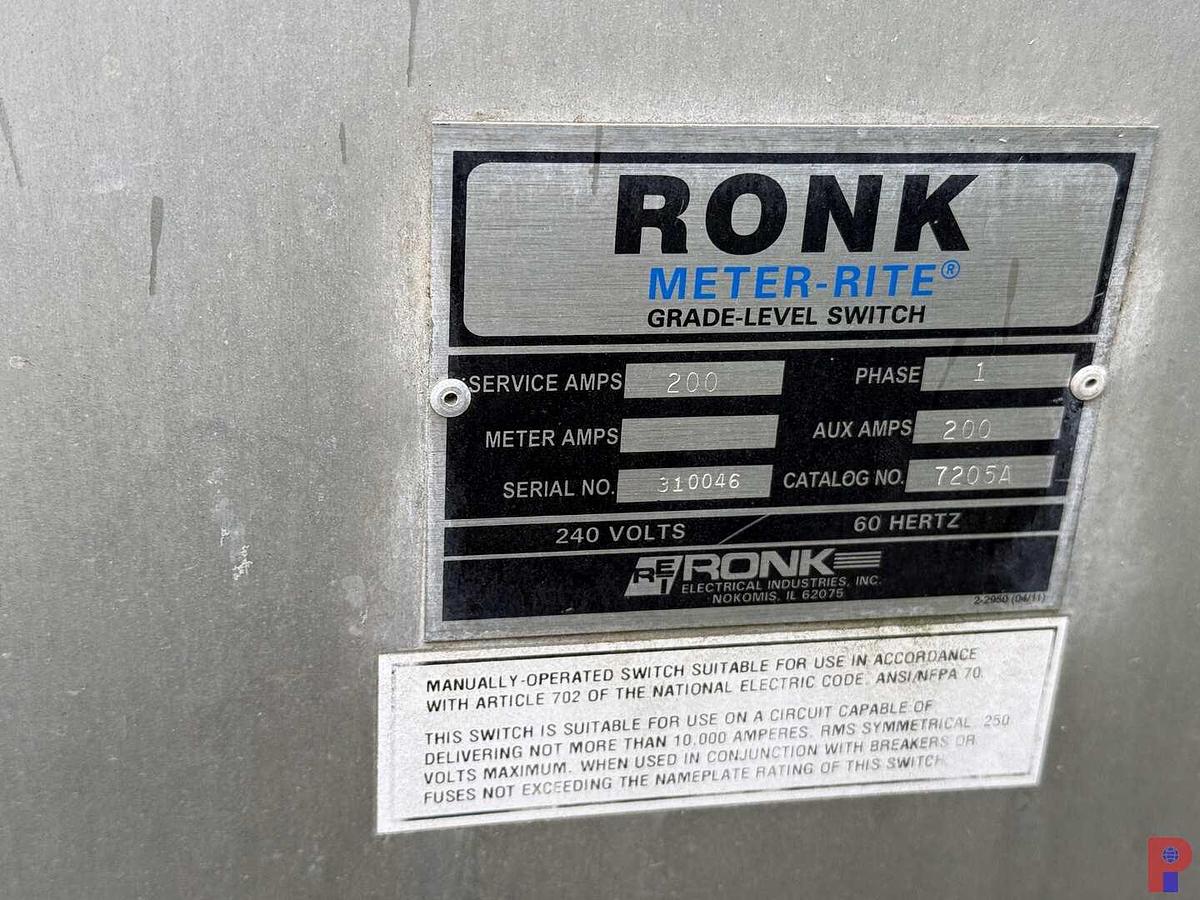 RONK
METER-RITE®
GRADE-LEVEL SWITCH
SERVICE AMPS 200 PHASE 1
METER AMPS AUX AMPS 200
SERIAL NO. 310046 CATALOG NO. 7205A
240 VOLTS 60 HERTZ
REI RONK
ELECTRICAL INDUSTRIES, INC.
NOKOMIS, IL 62075
2-2950 (04/11)
MANUALLY-OPERATED SWITCH SUITABLE FOR USE IN ACCORDANCE
WITH ARTICLE 702 OF THE NATIONAL ELECTRIC CODE, ANSI/NFPA 70.
THIS SWITCH IS SUITABLE FOR USE ON A CIRCUIT CAPABLE OF
DELIVERING NOT MORE THAN 10,000 AMPERES, RMS SYMMETRICAL, 250
VOLTS MAXIMUM. WHEN USED IN CONJUNCTION WITH BREAKERS OR
FUSES NOT EXCEEDING THE NAMEPLATE RATING OF THIS SWITCH.
PI